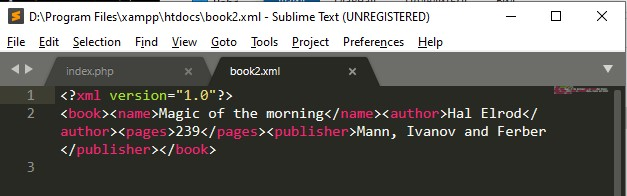 D:\Program Files\xampp\htdocs\book2.xml - Sublime Text (UNREGISTERED)
File Edit Selection Find View Goto Tools Project Preferences Help
index.php × book2.xml ×
1 <?xml version="1.0"?>
2 <book><name>Magic of the morning</name><author>Hal Elrod</
author><pages>239</pages><publisher>Mann, Ivanov and Ferber
</publisher></book>
3